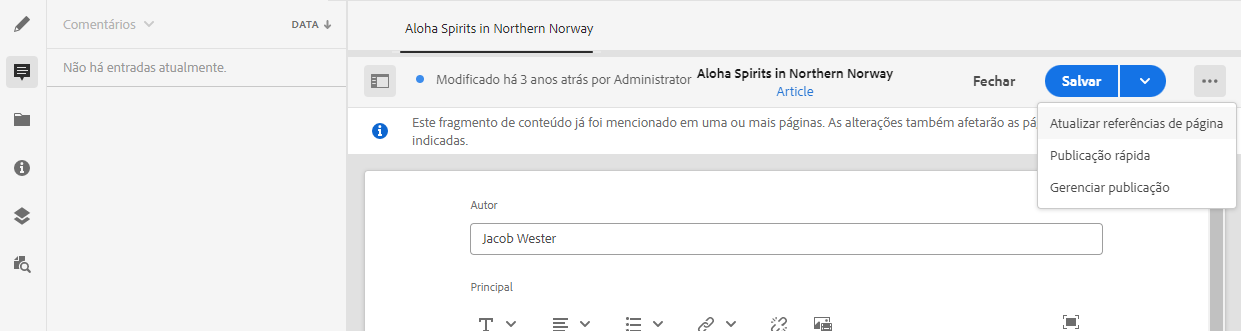 Comentários
DATA
Não há entradas atualmente.
Aloha Spirits in Northern Norway
Modificado há 3 anos atrás por Administrator
Aloha Spirits in Northern Norway
Article
Fechar
Salvar
Este fragmento de conteúdo já foi mencionado em uma ou mais páginas. As alterações também afetarão as pá
indicadas.
Atualizar referências de página
Publicação rápida
Gerenciar publicação
Autor
Jacob Wester
Principal